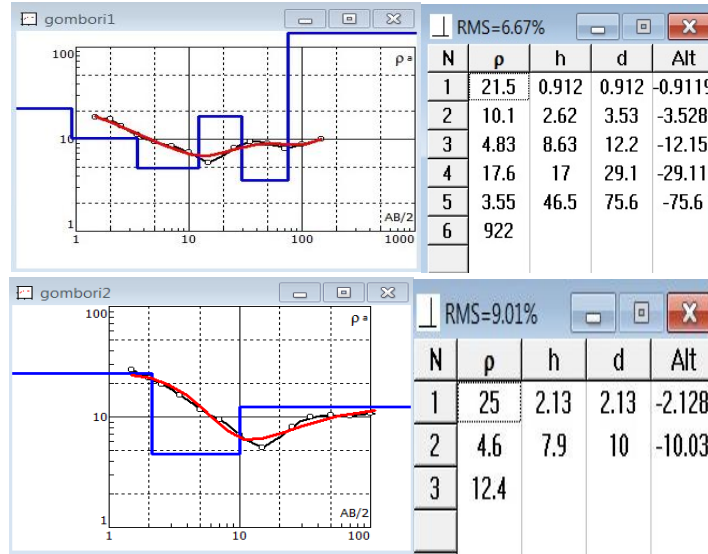 gombori1
100
10
1
ρa
AB/2
1 10 100 1000
RMS=6.67%
N ρ h d Alt
1 21.5 0.912 0.912 -0.9119
2 10.1 2.62 3.53 -3.528
3 4.83 8.63 12.2 -12.15
4 17.6 17 29.1 -29.11
5 3.55 46.5 75.6 -75.6
6 922
gombori2
100
10
1
ρa
AB/2
1 10 100
RMS=9.01%
N ρ h d Alt
1 25 2.13 2.13 -2.128
2 4.6 7.9 10 -10.03
3 12.4